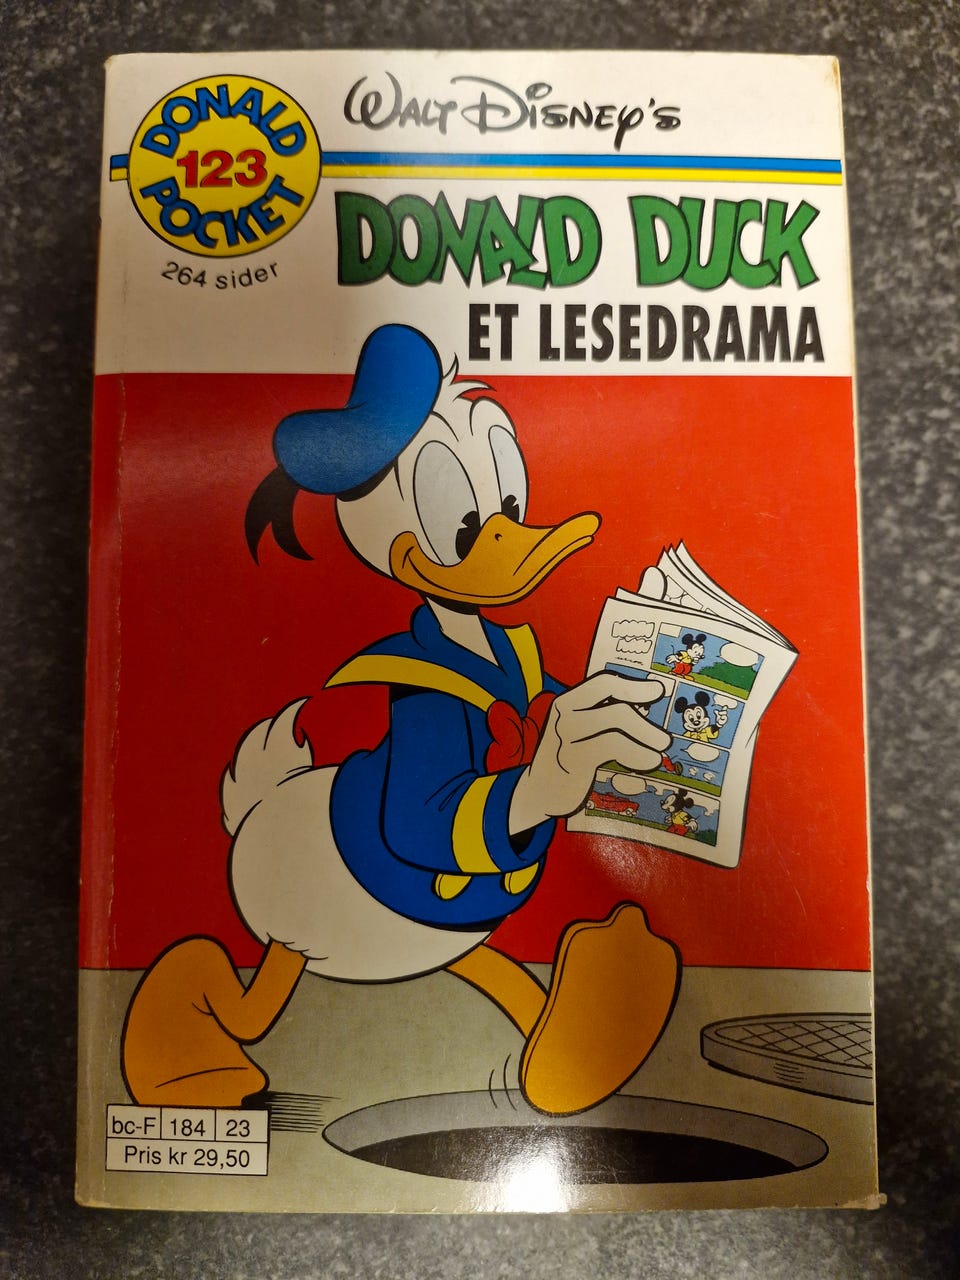 DONALD
123
POCKET
264 sider
WALT DISNEY'S
DONALD DUCK
ET LESEDRAMA
bc-F 184 23
Pris kr 29,50